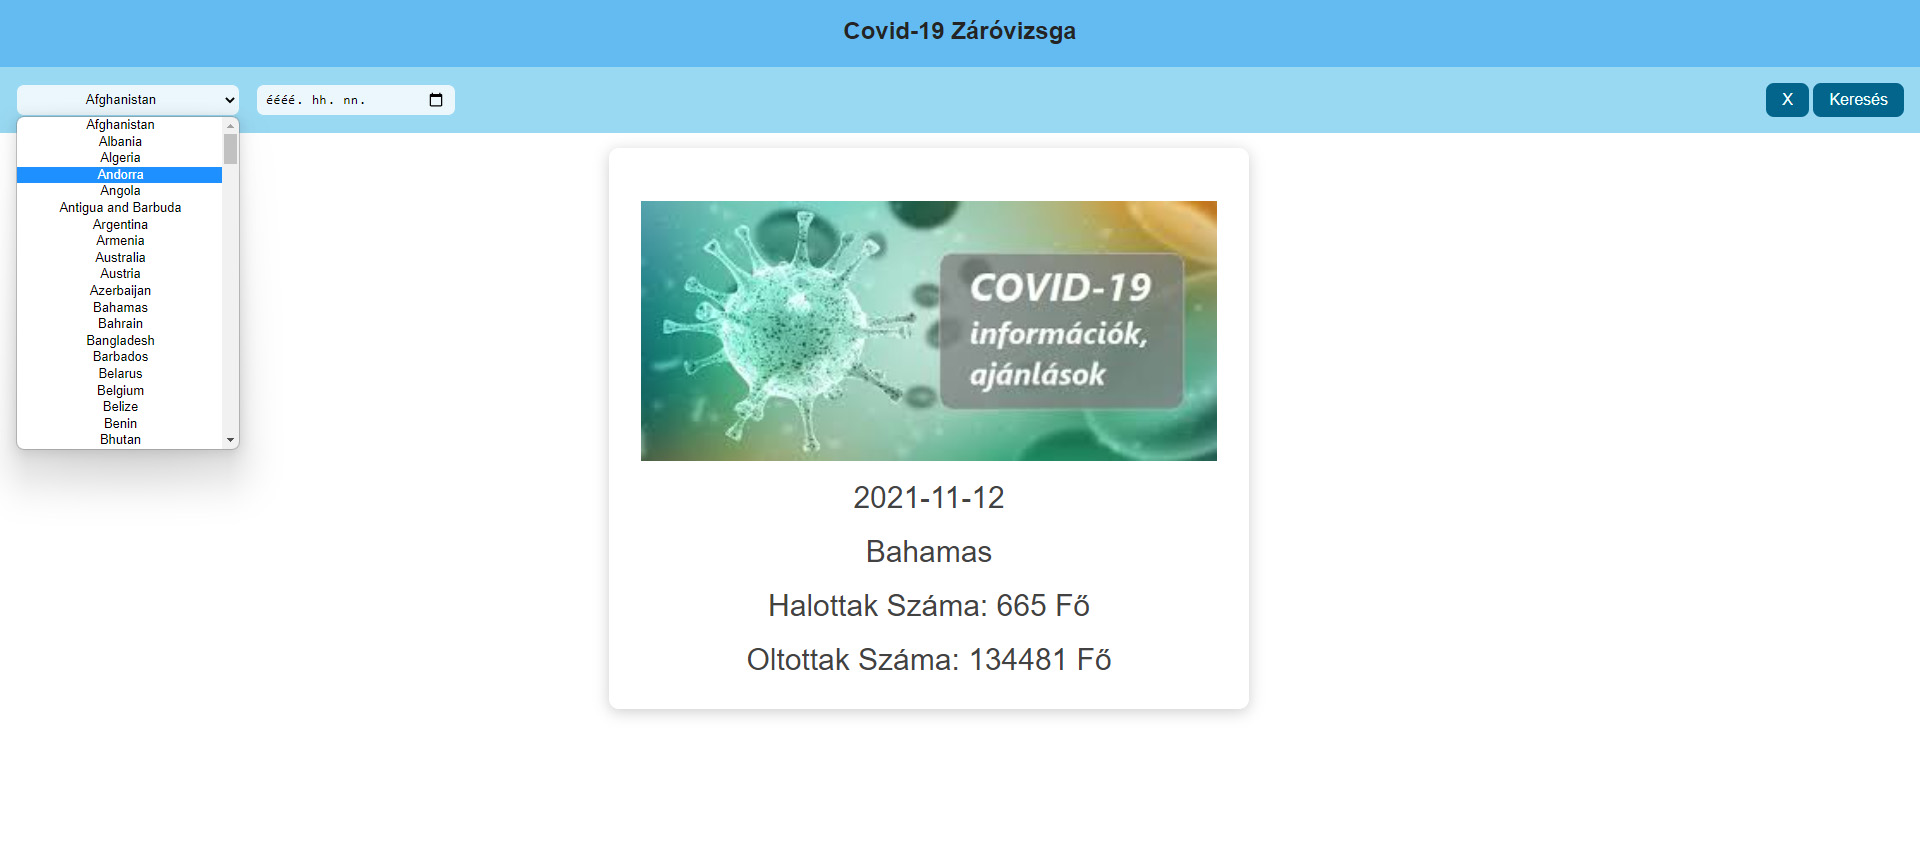 Covid-19 Záróvizsga
Afghanistan
éééé. hh. nn.
X
Keresés
Afghanistan
Albania
Algeria
Andorra
Angola
Antigua and Barbuda
Argentina
Armenia
Australia
Austria
Azerbaijan
Bahamas
Bahrain
Bangladesh
Barbados
Belarus
Belgium
Belize
Benin
Bhutan
COVID-19
információk,
ajánlások
2021-11-12
Bahamas
Halottak Száma: 665 Fő
Oltottak Száma: 134481 Fő